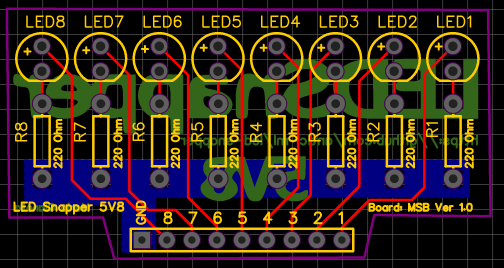 LED8 LED7 LED6 LED5 LED4 LED3 LED2 LED1
+ + + + + + + +
R8 R7 R6 R5 R4 R3 R2 R1
220 Ohm 220 Ohm 220 Ohm 220 Ohm 220 Ohm 220 Ohm 220 Ohm 220 Ohm
LEDSnapper
5V8
LED Snapper 5V8
Board: MSB Ver 1.0
GND 8 7 6 5 4 3 2 1